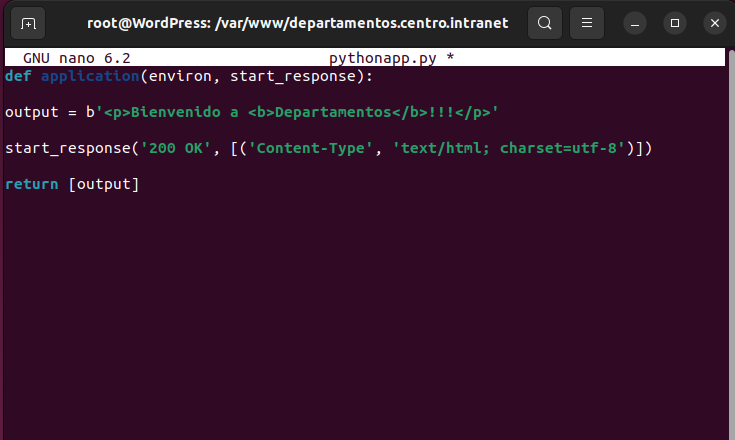 root@WordPress: /var/www/departamentos.centro.intranet
GNU nano 6.2 pythonapp.py *
def application(environ, start_response):
output = b'<p>Bienvenido a <b>Departamentos</b>!!!</p>'
start_response('200 OK', [('Content-Type', 'text/html; charset=utf-8')])
return [output]